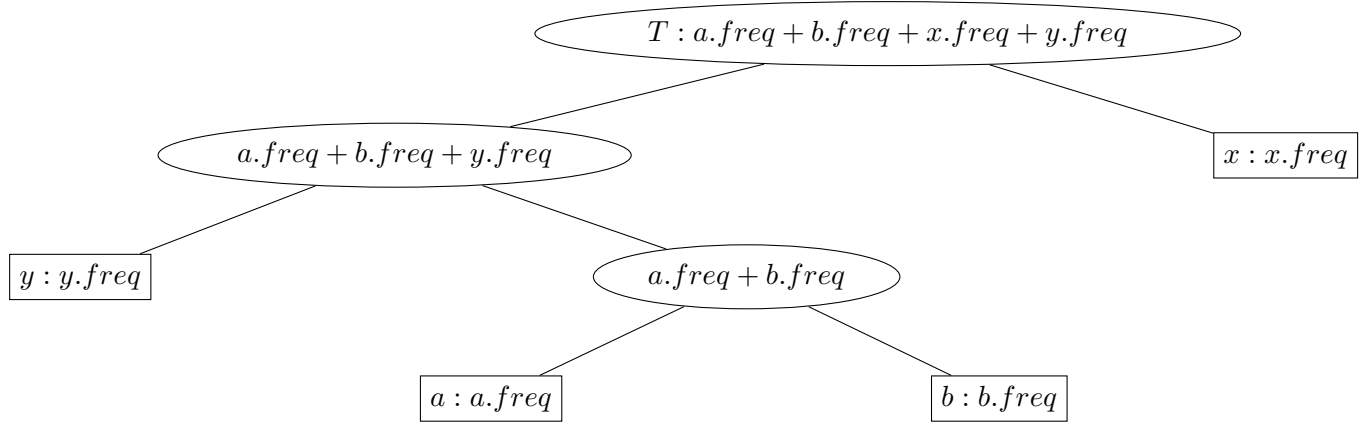 T : a.freq + b.freq + x.freq + y.freq
a.freq + b.freq + y.freq
x : x.freq
y : y.freq
a.freq + b.freq
a : a.freq
b : b.freq